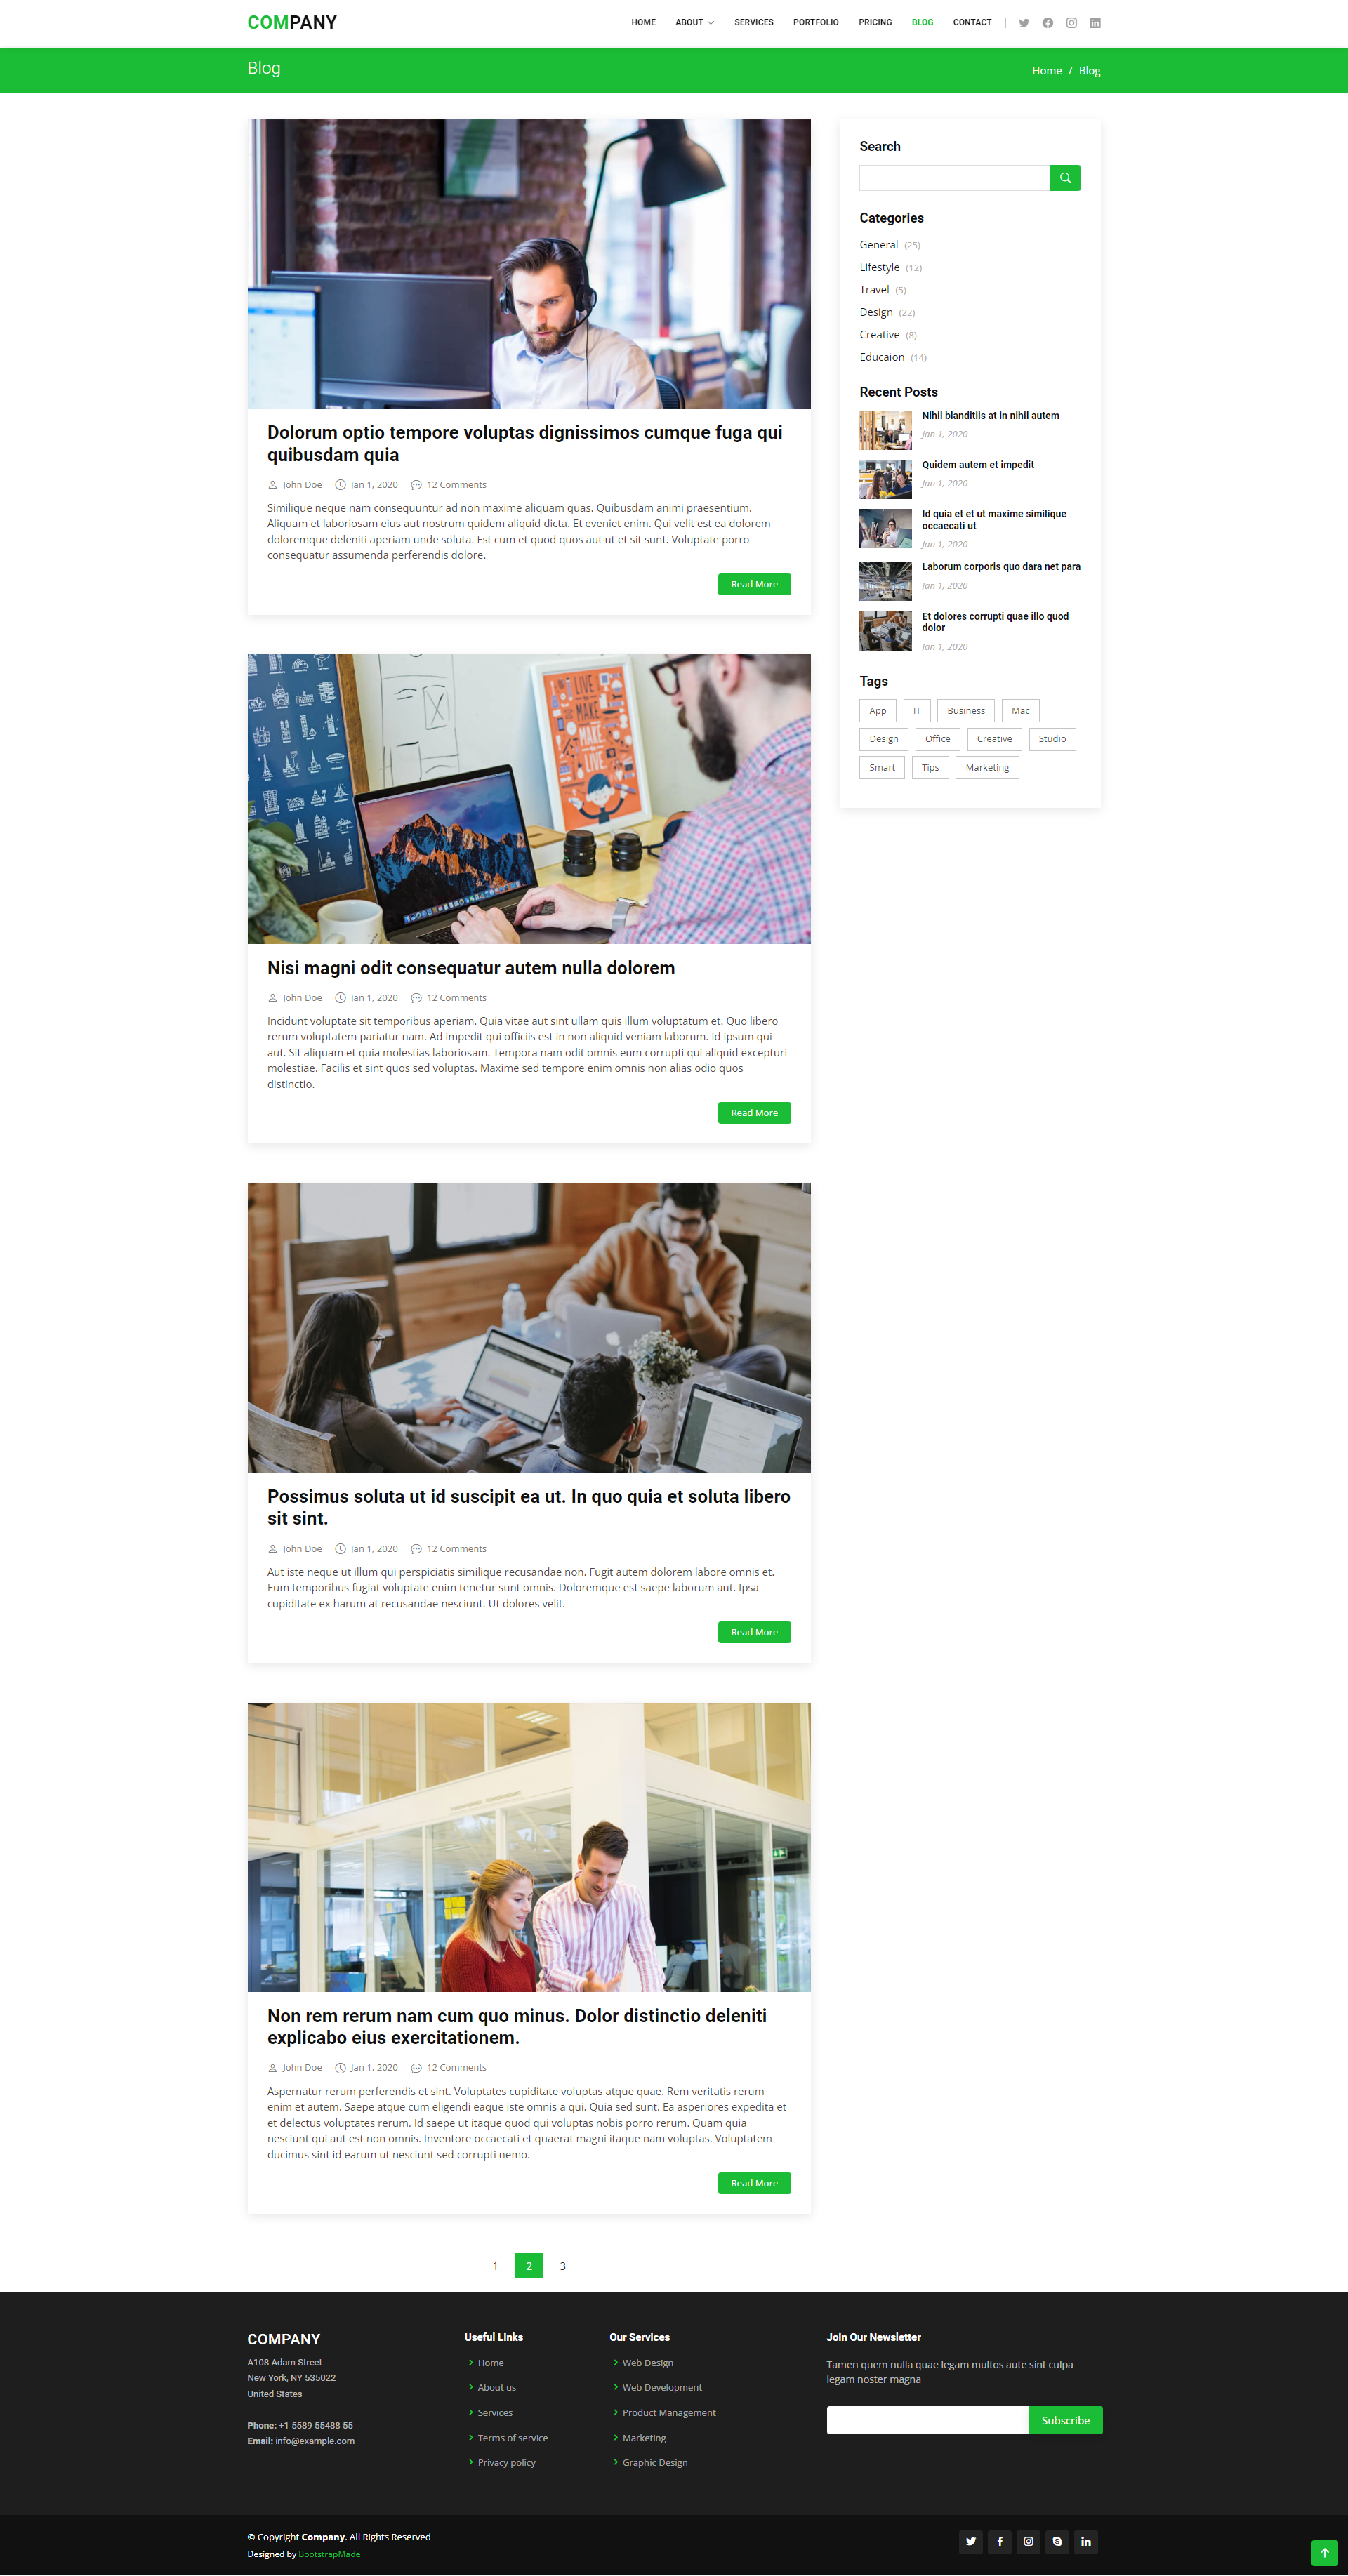 COMPANY
HOME ABOUT SERVICES PORTFOLIO PRICING BLOG CONTACT
Blog
Home / Blog
Dolorum optio tempore voluptas dignissimos cumque fuga qui
quibusdam quia
John Doe Jan 1, 2020 12 Comments
Similique neque nam consequuntur ad non maxime aliquam quas. Quibusdam animi praesentium.
Aliquam et laboriosam eius aut nostrum quidem aliquid dicta. Et eveniet enim. Qui velit est ea dolorem
doloremque deleniti aperiam unde soluta. Est cum et quod quos aut ut et sit sunt. Voluptate porro
consequatur assumenda perferendis dolore.
Read More
LIVE
WHAT
YOU
LOVE
MAKE
Nisi magni odit consequatur autem nulla dolorem
John Doe Jan 1, 2020 12 Comments
Incidunt voluptate sit temporibus aperiam. Quia vitae aut sint ullam quis illum voluptatum et. Quo libero
rerum voluptatem pariatur nam. Ad impedit qui officiis est in non aliquid veniam laborum. Id ipsum qui
aut. Sit aliquam et quia molestias laboriosam. Tempora nam odit omnis eum corrupti qui aliquid excepturi
molestiae. Facilis et sint quos sed voluptas. Maxime sed tempore enim omnis non alias odio quos
distinctio.
Read More
Possimus soluta ut id suscipit ea ut. In quo quia et soluta libero
sit sint.
John Doe Jan 1, 2020 12 Comments
Aut iste neque ut illum qui perspiciatis similique recusandae non. Fugit autem dolorem labore omnis et.
Eum temporibus fugiat voluptate enim tenetur sunt omnis. Doloremque est saepe laborum aut. Ipsa
cupiditate ex harum at recusandae nesciunt. Ut dolores velit.
Read More
Non rem rerum nam cum quo minus. Dolor distinctio deleniti
explicabo eius exercitationem.
John Doe Jan 1, 2020 12 Comments
Aspernatur rerum perferendis et sint. Voluptates cupiditate voluptas atque quae. Rem veritatis rerum
enim et autem. Saepe atque cum eligendi eaque iste omnis a qui. Quia sed sunt. Ea asperiores expedita et
et delectus voluptates rerum. Id saepe ut itaque quod qui voluptas nobis porro rerum. Quam quia
nesciunt qui aut est non omnis. Inventore occaecati et quaerat magni itaque nam voluptas. Voluptatem
ducimus sint id earum ut nesciunt sed corrupti nemo.
Read More
1 2 3
Search
Categories
General (25)
Lifestyle (12)
Travel (5)
Design (22)
Creative (8)
Educaion (14)
Recent Posts
Nihil blanditiis at in nihil autem
Jan 1, 2020
Quidem autem et impedit
Jan 1, 2020
Id quia et et ut maxime similique
occaecati ut
Jan 1, 2020
Laborum corporis quo dara net para
Jan 1, 2020
Et dolores corrupti quae illo quod
dolor
Jan 1, 2020
Tags
App IT Business Mac
Design Office Creative Studio
Smart Tips Marketing
COMPANY
A108 Adam Street
New York, NY 535022
United States
Phone: +1 5589 55488 55
Email: info@example.com
Useful Links
Home
About us
Services
Terms of service
Privacy policy
Our Services
Web Design
Web Development
Product Management
Marketing
Graphic Design
Join Our Newsletter
Tamen quem nulla quae legam multos aute sint culpa
legam noster magna
Subscribe
© Copyright Company. All Rights Reserved
Designed by BootstrapMade